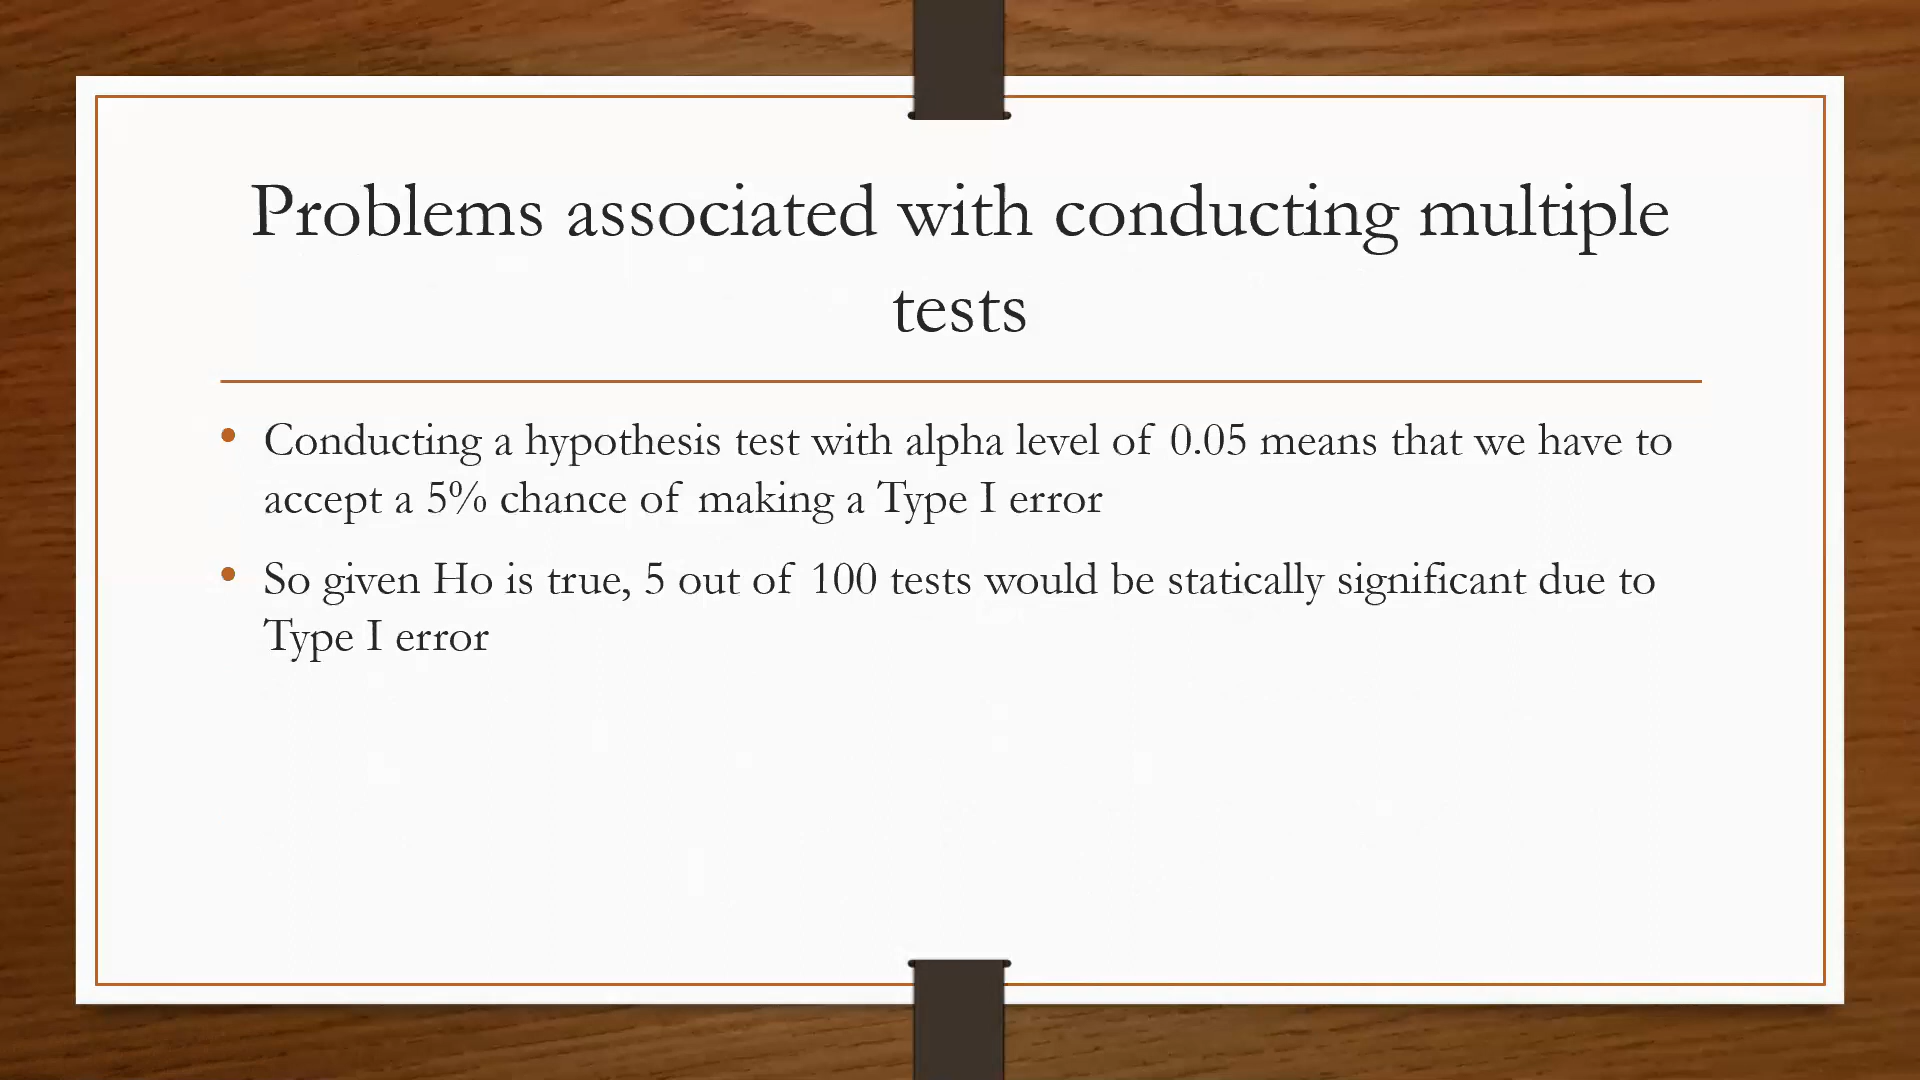 Problems associated with conducting multiple
tests
• Conducting a hypothesis test with alpha level of 0.05 means that we have to
accept a 5% chance of making a Type I error
• So given Ho is true, 5 out of 100 tests would be statically significant due to
Type I error